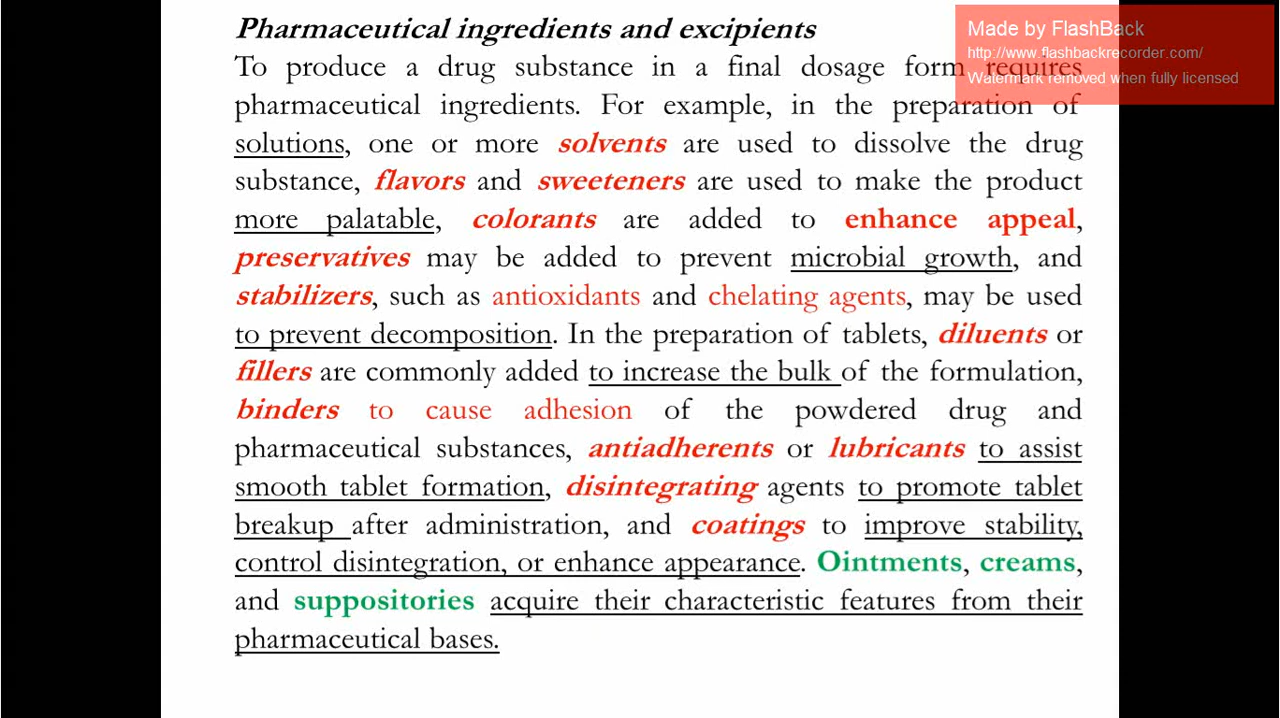 Pharmaceutical ingredients and excipients
To produce a drug substance in a final dosage form requires
pharmaceutical ingredients. For example, in the preparation of
solutions, one or more solvents are used to dissolve the drug
substance, flavors and sweeteners are used to make the product
more palatable, colorants are added to enhance appeal,
preservatives may be added to prevent microbial growth, and
stabilizers, such as antioxidants and chelating agents, may be used
to prevent decomposition. In the preparation of tablets, diluents or
fillers are commonly added to increase the bulk of the formulation,
binders to cause adhesion of the powdered drug and
pharmaceutical substances, antiadherents or lubricants to assist
smooth tablet formation, disintegrating agents to promote tablet
breakup after administration, and coatings to improve stability,
control disintegration, or enhance appearance. Ointments, creams,
and suppositories acquire their characteristic features from their
pharmaceutical bases.
Made by FlashBack
http://www.flashbackrecorder.com/
Watermark removed when fully licensed